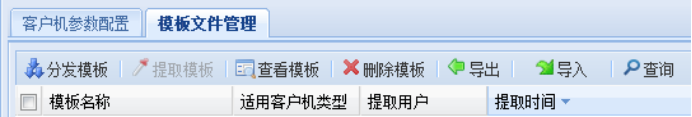 客户机参数配置 模板文件管理
分发模板 提取模板 查看模板 删除模板 导出 导入 查询
模板名称 适用客户机类型 提取用户 提取时间